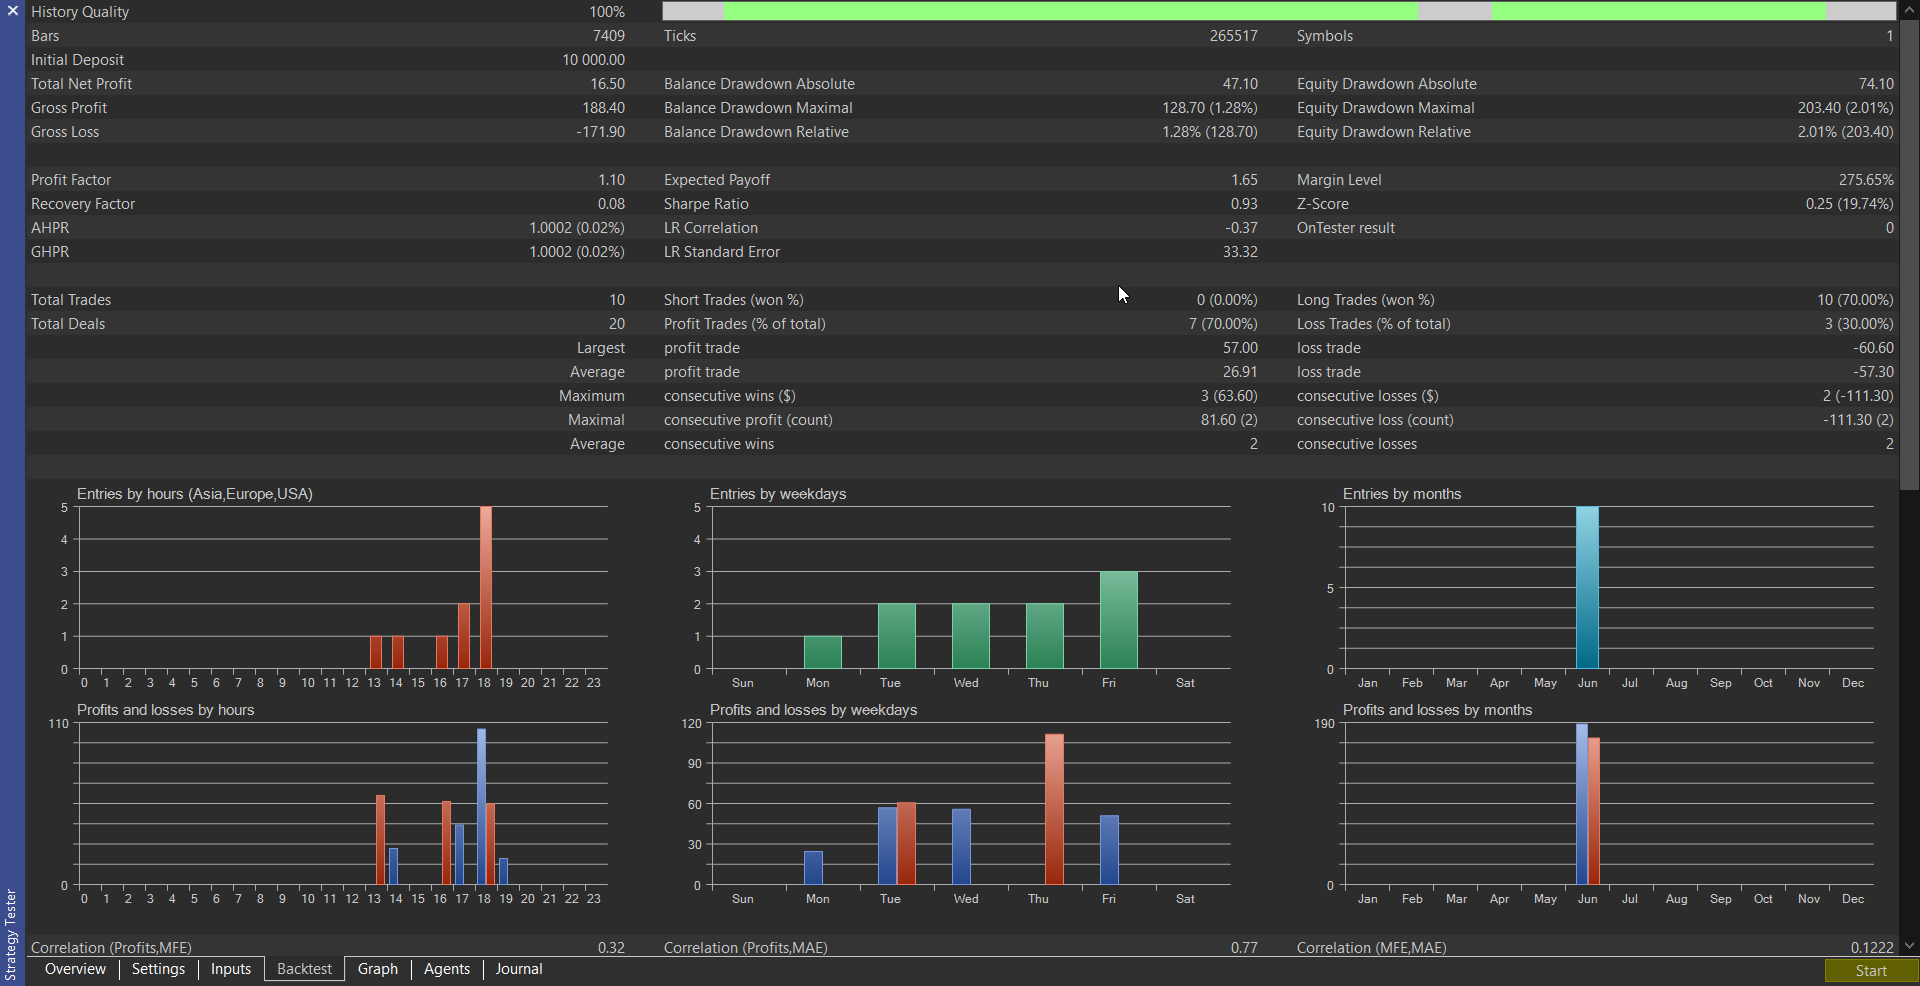 History Quality 100%
Bars 7409 Ticks 265517 Symbols 1
Initial Deposit 10 000.00
Total Net Profit 16.50 Balance Drawdown Absolute 47.10 Equity Drawdown Absolute 74.10
Gross Profit 188.40 Balance Drawdown Maximal 128.70 (1.28%) Equity Drawdown Maximal 203.40 (2.01%)
Gross Loss -171.90 Balance Drawdown Relative 1.28% (128.70) Equity Drawdown Relative 2.01% (203.40)
Profit Factor 1.10 Expected Payoff 1.65 Margin Level 275.65%
Recovery Factor 0.08 Sharpe Ratio 0.93 Z-Score 0.25 (19.74%)
AHPR 1.0002 (0.02%) LR Correlation -0.37 OnTester result 0
GHPR 1.0002 (0.02%) LR Standard Error 33.32
Total Trades 10 Short Trades (won %) 0 (0.00%) Long Trades (won %) 10 (70.00%)
Total Deals 20 Profit Trades (% of total) 7 (70.00%) Loss Trades (% of total) 3 (30.00%)
Largest profit trade 57.00 loss trade -60.60
Average profit trade 26.91 loss trade -57.30
Maximum consecutive wins ($) 3 (63.60) consecutive losses ($) 2 (-111.30)
Maximal consecutive profit (count) 81.60 (2) consecutive loss (count) -111.30 (2)
Average consecutive wins 2 consecutive losses 2
Entries by hours (Asia,Europe,USA)
5
4
3
2
1
0
0 1 2 3 4 5 6 7 8 9 10 11 12 13 14 15 16 17 18 19 20 21 22 23
Entries by weekdays
5
4
3
2
1
0
Sun Mon Tue Wed Thu Fri Sat
Entries by months
10
5
0
Jan Feb Mar Apr May Jun Jul Aug Sep Oct Nov Dec
Profits and losses by hours
110
0
0 1 2 3 4 5 6 7 8 9 10 11 12 13 14 15 16 17 18 19 20 21 22 23
Profits and losses by weekdays
120
90
60
30
0
Sun Mon Tue Wed Thu Fri Sat
Profits and losses by months
190
0
Jan Feb Mar Apr May Jun Jul Aug Sep Oct Nov Dec
Correlation (Profits,MFE) 0.32 Correlation (Profits,MAE) 0.77 Correlation (MFE,MAE) 0.1222
Overview Settings Inputs Backtest Graph Agents Journal
Start
Strategy Tester